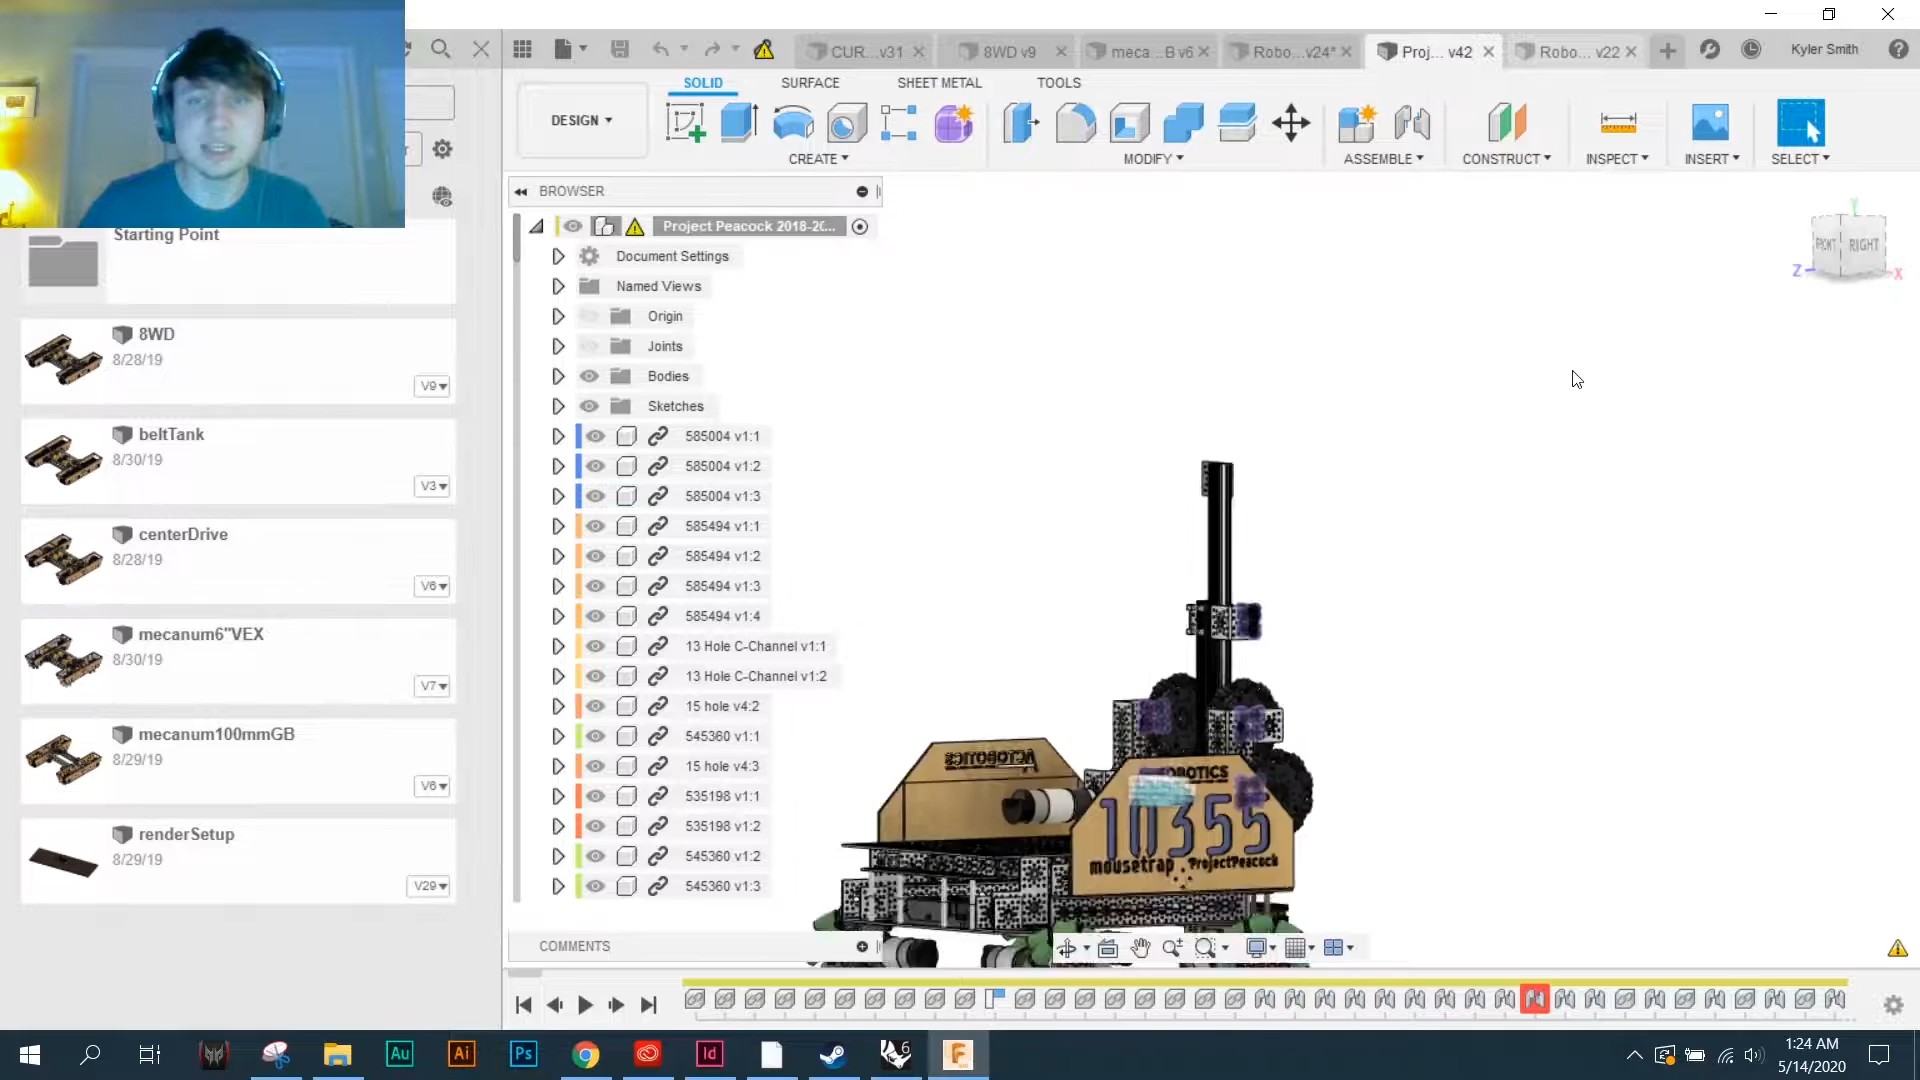 CUR...v31
8WD v9
meca...B v6
Robo...v24*
Proj... v42
Robo... v22
Kyler Smith
SOLID
SURFACE
SHEET METAL
TOOLS
DESIGN
CREATE
MODIFY
ASSEMBLE
CONSTRUCT
INSPECT
INSERT
SELECT
BROWSER
Project Peacock 2018-20...
Document Settings
Named Views
Origin
Joints
Bodies
Sketches
585004 v1:1
585004 v1:2
585004 v1:3
585494 v1:1
585494 v1:2
585494 v1:3
585494 v1:4
13 Hole C-Channel v1:1
13 Hole C-Channel v1:2
15 hole v4:2
545360 v1:1
15 hole v4:3
535198 v1:1
535198 v1:2
545360 v1:2
545360 v1:3
COMMENTS
Starting Point
8WD
8/28/19
V9
beltTank
8/30/19
V3
centerDrive
8/28/19
V6
mecanum6"VEX
8/30/19
V7
mecanum100mmGB
8/29/19
V6
renderSetup
8/29/19
V29
FRONT
RIGHT
Y
Z
X
10355
mousetrap . ProjectPeacock
Au
Ai
Ps
Id
6
F
1:24 AM
5/14/2020